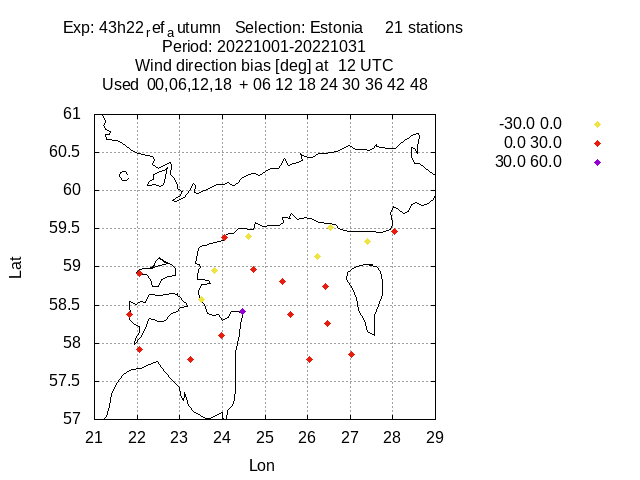 Exp: 43h22refautumn Selection: Estonia 21 stations
Period: 20221001-20221031
Wind direction bias [deg] at 12 UTC
Used 00,06,12,18 + 06 12 18 24 30 36 42 48
-30.0 0.0
0.0 30.0
30.0 60.0
61
60.5
60
59.5
59
58.5
58
57.5
57
Lat
21 22 23 24 25 26 27 28 29
Lon